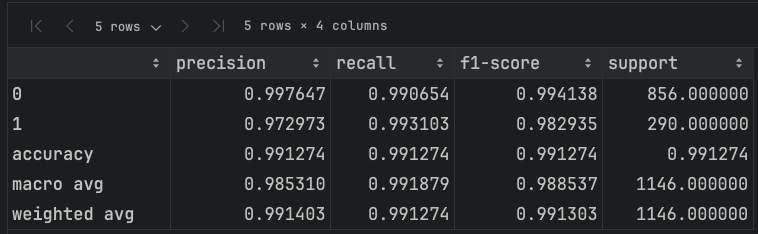 5 rows 5 rows × 4 columns
precision recall f1-score support
0 0.997647 0.990654 0.994138 856.000000
1 0.972973 0.993103 0.982935 290.000000
accuracy 0.991274 0.991274 0.991274 0.991274
macro avg 0.985310 0.991879 0.988537 1146.000000
weighted avg 0.991403 0.991274 0.991303 1146.000000